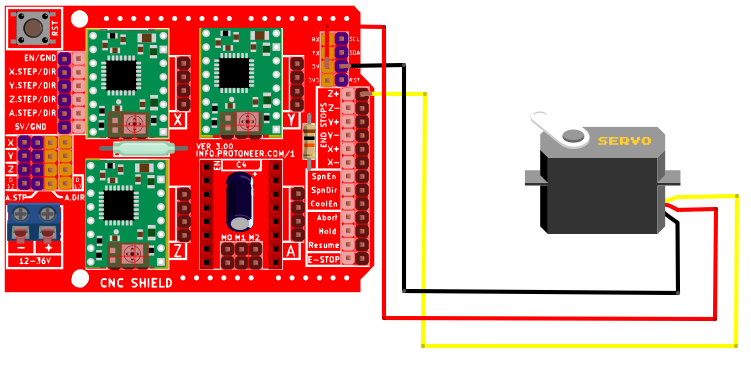 RST
EN/GND
X.STEP/DIR
Y.STEP/DIR
Z.STEP/DIR
A.STEP/DIR
5V/GND
X
Y
Z
A.STP
A.DIR
12-36V
CNC SHIELD
X
Y
Z
A
VER 3.00
INFO.PROTONEER.COM/1
EN
C4
+
M0 M1 M2
RX
SCL
TX
SDA
5V
3V3
RST
END STOPS
Z+
Z-
Y+
Y-
X+
X-
SpnEn
SpnDir
CoolEn
Abort
Hold
Resume
E-STOP
SERVO